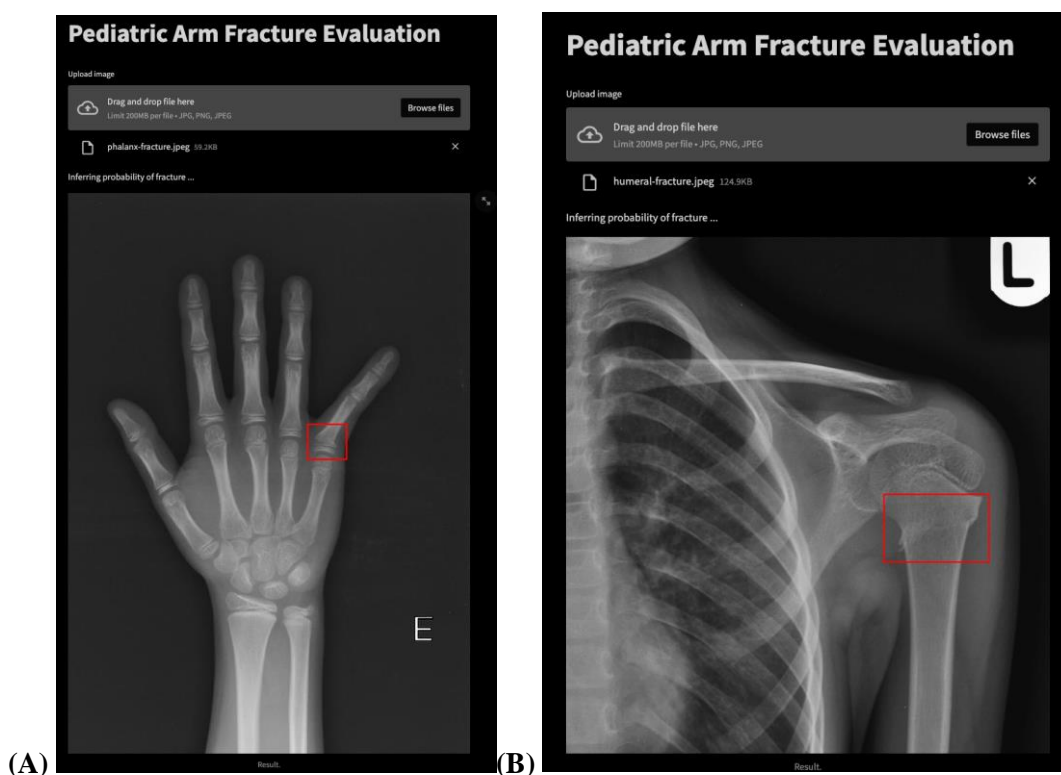 Pediatric Arm Fracture Evaluation
Upload image
Drag and drop file here
Limit 200MB per file • JPG, PNG, JPEG
Browse files
phalanx-fracture.jpeg 59.2KB
Inferring probability of fracture ...
E
Result.
(A)
Pediatric Arm Fracture Evaluation
Upload image
Drag and drop file here
Limit 200MB per file • JPG, PNG, JPEG
Browse files
humeral-fracture.jpeg 124.9KB
Inferring probability of fracture ...
L
Result.
(B)